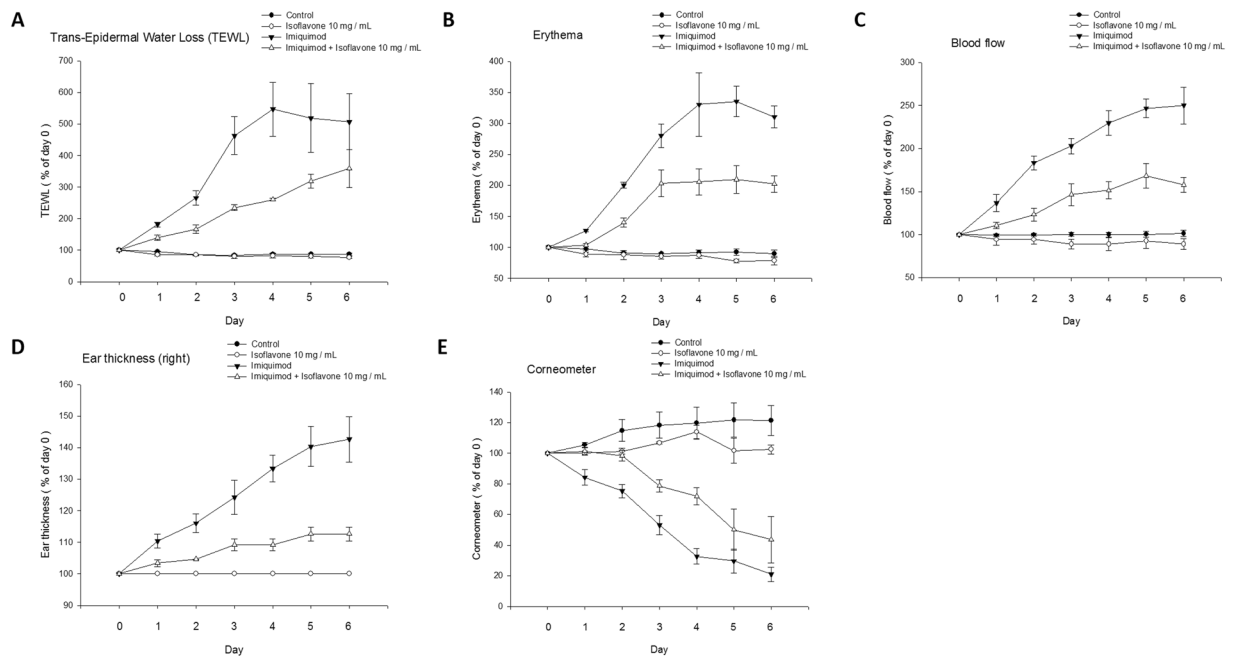 A
Trans-Epidermal Water Loss (TEWL)
Control
Isoflavone 10 mg / mL
Imiquimod
Imiquimod + Isoflavone 10 mg / mL
TEWL ( % of day 0 )
700
600
500
400
300
200
100
0
0 1 2 3 4 5 6
Day
B
Erythema
Control
Isoflavone 10 mg / mL
Imiquimod
Imiquimod + Isoflavone 10 mg / mL
Erythema ( % of day 0 )
400
350
300
250
200
150
100
50
0 1 2 3 4 5 6
Day
C
Blood flow
Control
Isoflavone 10 mg / mL
Imiquimod
Imiquimod + Isoflavone 10 mg / mL
Blood flow ( % of day 0 )
300
250
200
150
100
50
0 1 2 3 4 5 6
Day
D
Ear thickness (right)
Control
Isoflavone 10 mg / mL
Imiquimod
Imiquimod + Isoflavone 10 mg / mL
Ear thickness ( % of day 0 )
160
150
140
130
120
110
100
90
0 1 2 3 4 5 6
Day
E
Corneometer
Control
Isoflavone 10 mg / mL
Imiquimod
Imiquimod + Isoflavone 10 mg / mL
Corneometer ( % of day 0 )
140
120
100
80
60
40
20
0
0 1 2 3 4 5 6
Day